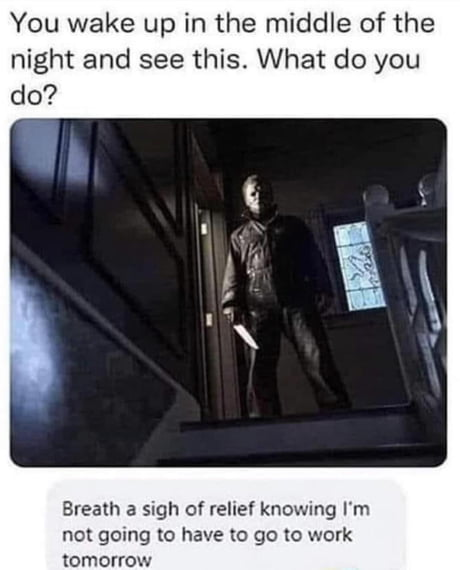 You wake up in the middle of the
night and see this. What do you
do?
Breath a sigh of relief knowing I'm
not going to have to go to work
tomorrow